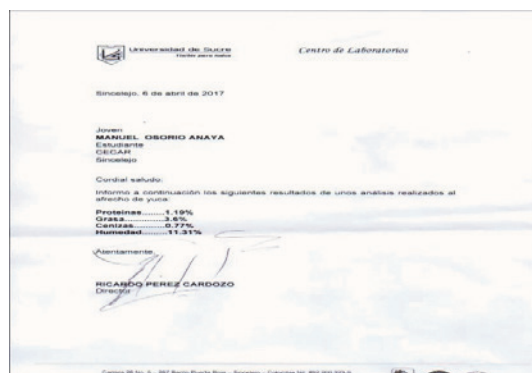 Universidad de Sucre
Centro de Laboratorios
Sincelejo, 6 de abril de 2017
Joven
MANUEL OSORIO ANAYA
Estudiante
CECAR
Sincelejo
Cordial saludo:
Informo a continuación los siguientes resultados de unos análisis realizados al
afrecho de yuca:
Proteínas........1.19%
Grasa............3.6%
Cenizas..........0.77%
Humedad..........11.31%
Atentamente,
RICARDO PEREZ CARDOZO
Director